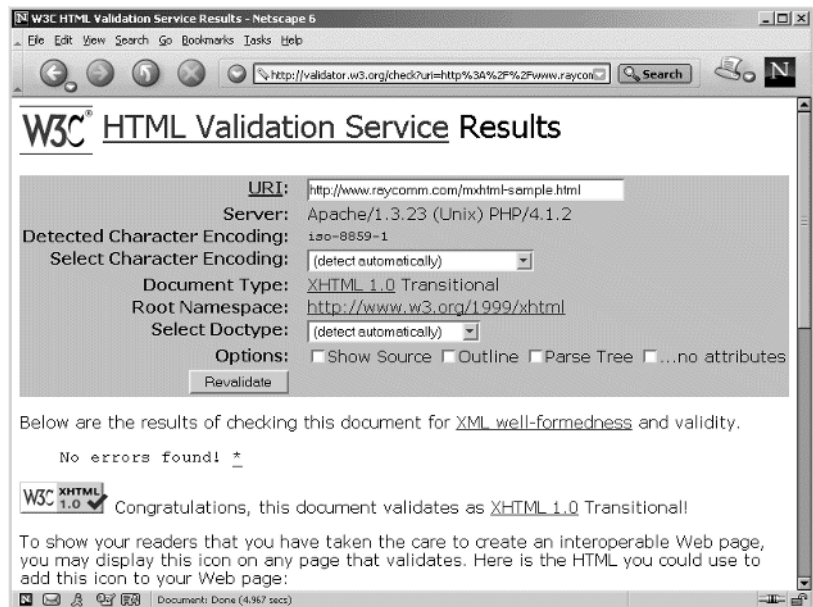 W3C HTML Validation Service Results - Netscape 6
File Edit View Search Go Bookmarks Tasks Help
http://validator.w3.org/check?uri=http%3A%2F%2Fwww.raycon Search N
W3C® HTML Validation Service Results
URI: http://www.raycomm.com/mxhtml-sample.html
Server: Apache/1.3.23 (Unix) PHP/4.1.2
Detected Character Encoding: iso-8859-1
Select Character Encoding: (detect automatically)
Document Type: XHTML 1.0 Transitional
Root Namespace: http://www.w3.org/1999/xhtml
Select Doctype: (detect automatically)
Options: Show Source Outline Parse Tree ...no attributes
Revalidate
Below are the results of checking this document for XML well-formedness and validity.
No errors found! *
W3C XHTML 1.0 Congratulations, this document validates as XHTML 1.0 Transitional!
To show your readers that you have taken the care to create an interoperable Web page,
you may display this icon on any page that validates. Here is the HTML you could use to
add this icon to your Web page:
Document: Done (4.967 secs)